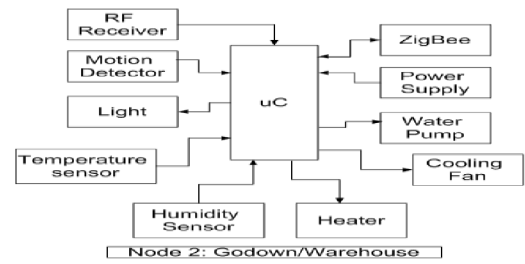 RF
Receiver
Motion
Detector
Light
Temperature
sensor
Humidity
Sensor
uC
ZigBee
Power
Supply
Water
Pump
Cooling
Fan
Heater
Node 2: Godown/Warehouse